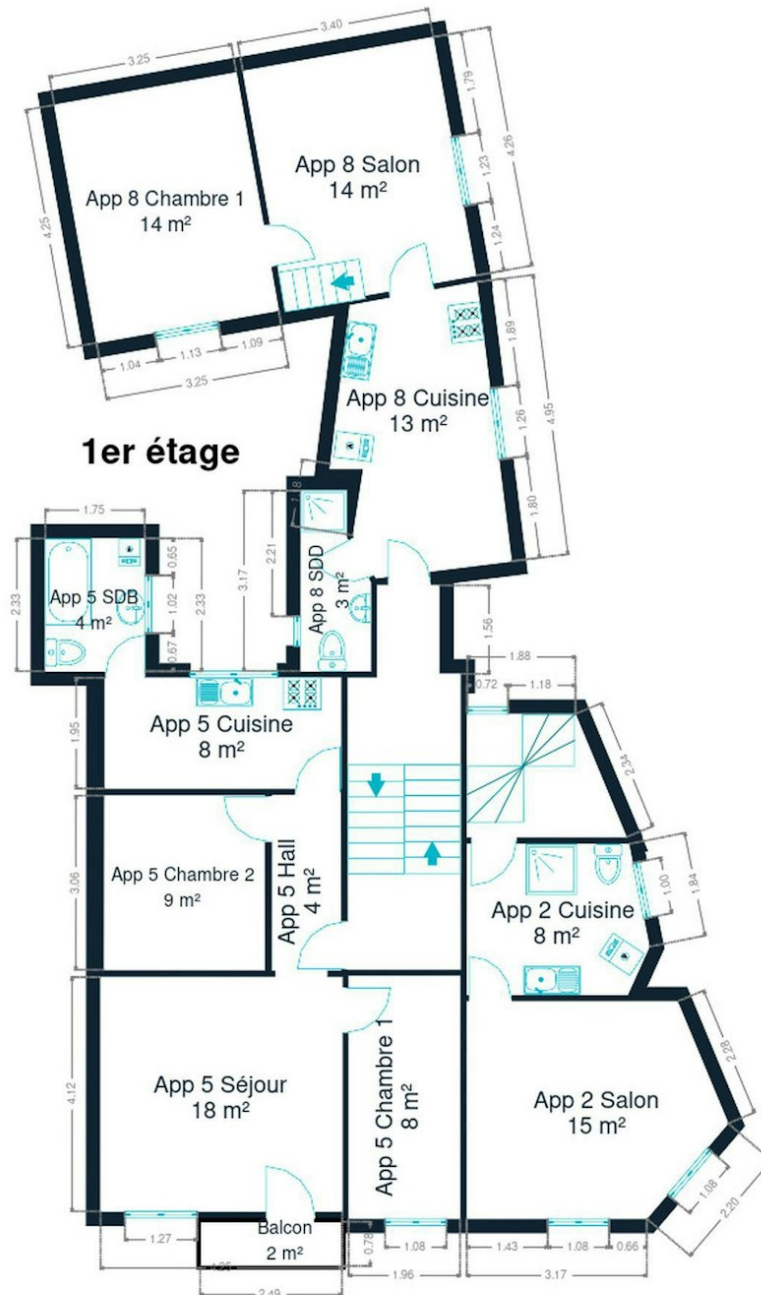 3.25
3.40
1.79
4.26
1.23
1.24
4.25
App 8 Chambre 1
14 m²
App 8 Salon
14 m²
1.04
1.13
1.09
3.25
1.89
4.95
1.26
1.80
App 8 Cuisine
13 m²
1er étage
1.75
2.33
0.65
1.02
0.67
2.33
3.17
2.21
App 5 SDB
4 m²
App 8 SDD
3 m²
1.56
1.88
0.72
1.18
2.34
1.95
App 5 Cuisine
8 m²
3.06
App 5 Chambre 2
9 m²
App 5 Hall
4 m²
App 2 Cuisine
8 m²
1.00
1.84
4.12
App 5 Séjour
18 m²
App 5 Chambre 1
8 m²
App 2 Salon
15 m²
2.28
1.08
2.20
1.27
Balcon
2 m²
0.78
2.49
1.08
1.96
1.43
1.08
0.66
3.17